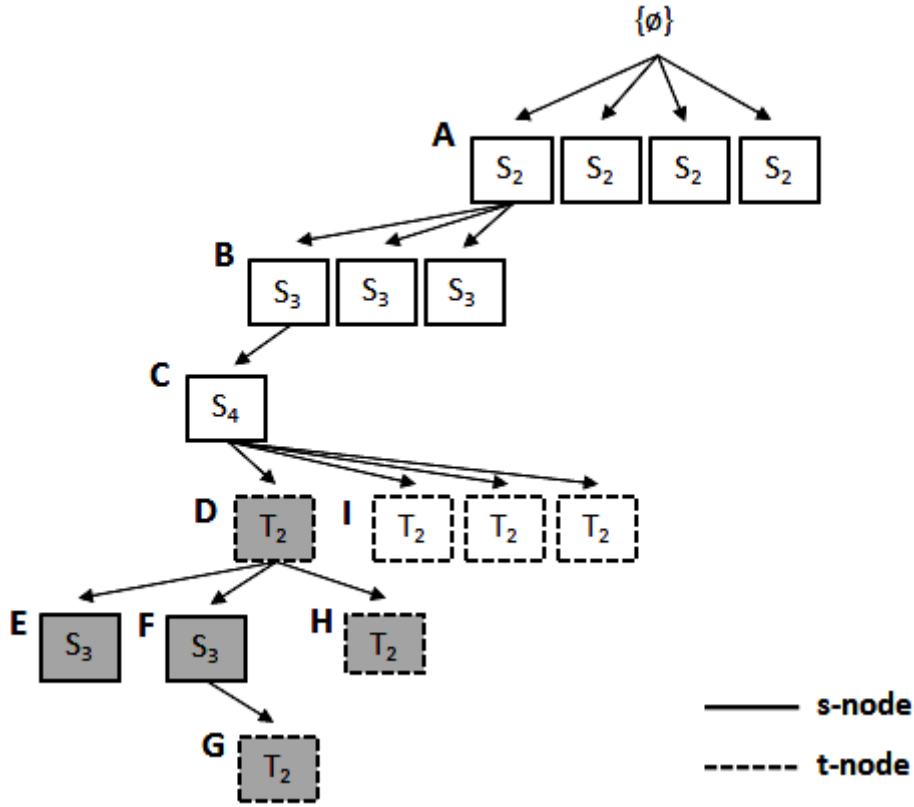 {ø}
A S₂ S₂ S₂ S₂
B S₃ S₃ S₃
C S₄
D T₂ I T₂ T₂ T₂
E S₃ F S₃ H T₂
G T₂
s-node
t-node